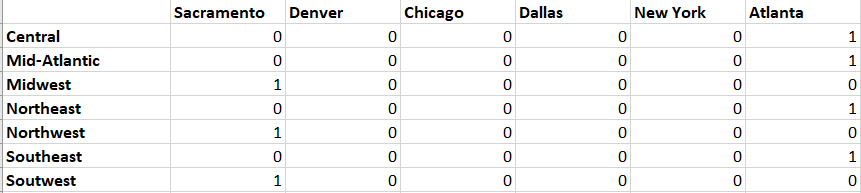 Sacramento Denver Chicago Dallas New York Atlanta
Central 0 0 0 0 0 1
Mid-Atlantic 0 0 0 0 0 1
Midwest 1 0 0 0 0 0
Northeast 0 0 0 0 0 1
Northwest 1 0 0 0 0 0
Southeast 0 0 0 0 0 1
Soutwest 1 0 0 0 0 0